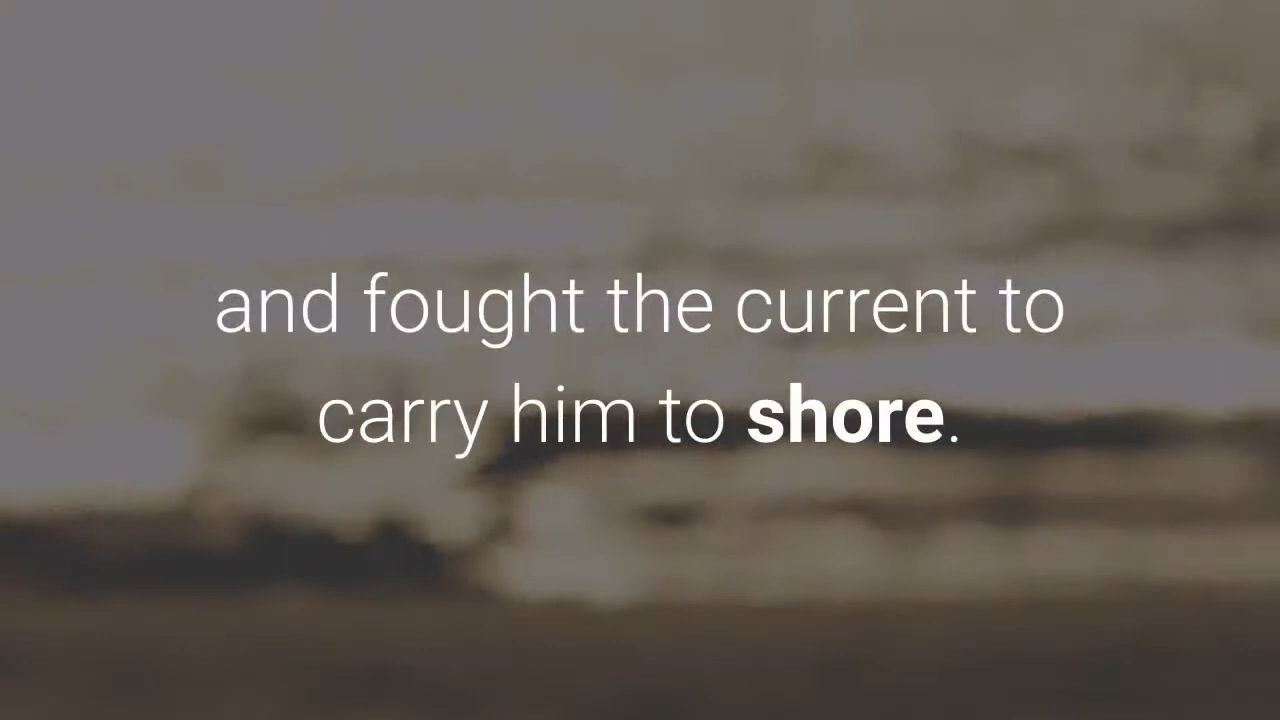 and fought the current to
carry him to shore.